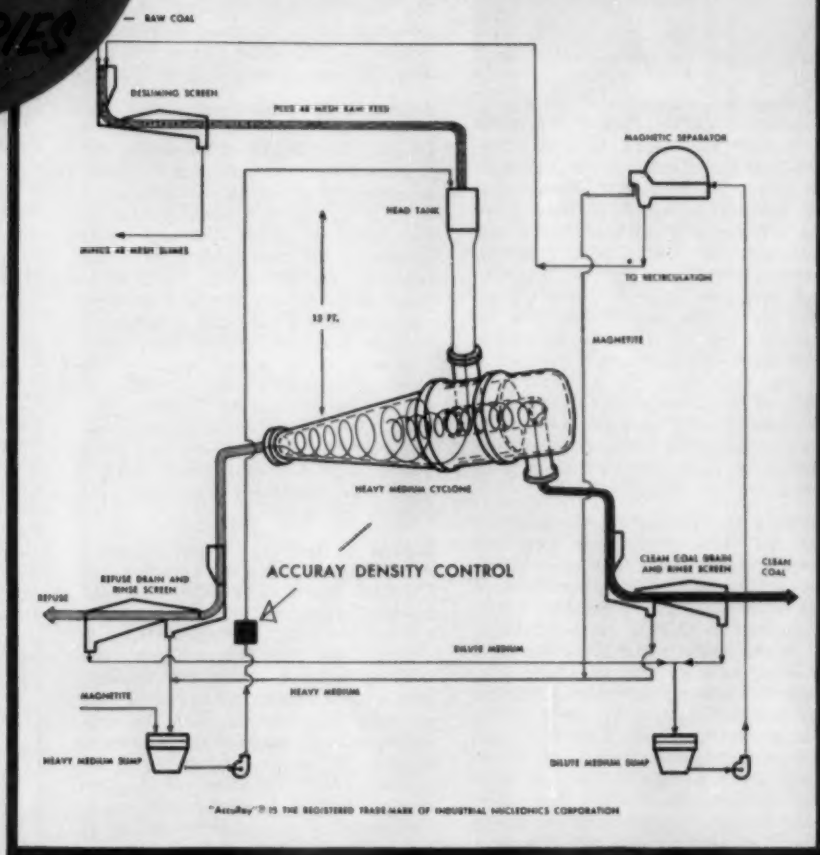 RAW COAL
DESLIMING SCREEN
PLUS 48 MESH RAW FEED
MAGNETIC SEPARATOR
HEAD TANK
MINUS 48 MESH SLIMES
TO RECIRCULATION
MAGNETITE
HEAVY MEDIUM CYCLONE
ACCURAY DENSITY CONTROL
REFUSE DRAIN AND
RINSE SCREEN
REFUSE
CLEAN COAL DRAIN
AND RINSE SCREEN
CLEAN
COAL
DILUTE MEDIUM
HEAVY MEDIUM
MAGNETITE
HEAVY MEDIUM SUMP
DILUTE MEDIUM SUMP
"AccuRay"® IS THE REGISTERED TRADE-MARK OF INDUSTRIAL NUCLEONICS CORPORATION